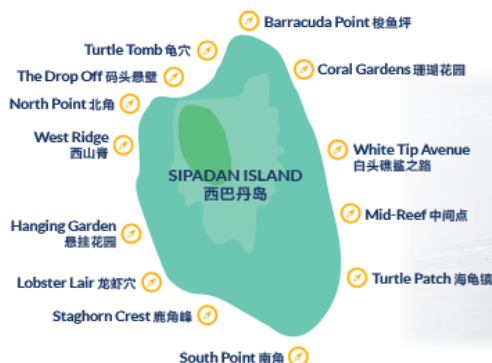 Barracuda Point 梭鱼坪
Turtle Tomb 龟穴
Coral Gardens 珊瑚花园
The Drop Off 码头悬壁
North Point 北角
West Ridge
西山脊
White Tip Avenue
白头礁鲨之路
SIPADAN ISLAND
西巴丹岛
Mid-Reef 中间点
Hanging Garden
悬挂花园
Lobster Lair 龙虾穴
Turtle Patch 海龟镇
Staghorn Crest 鹿角峰
South Point 南角